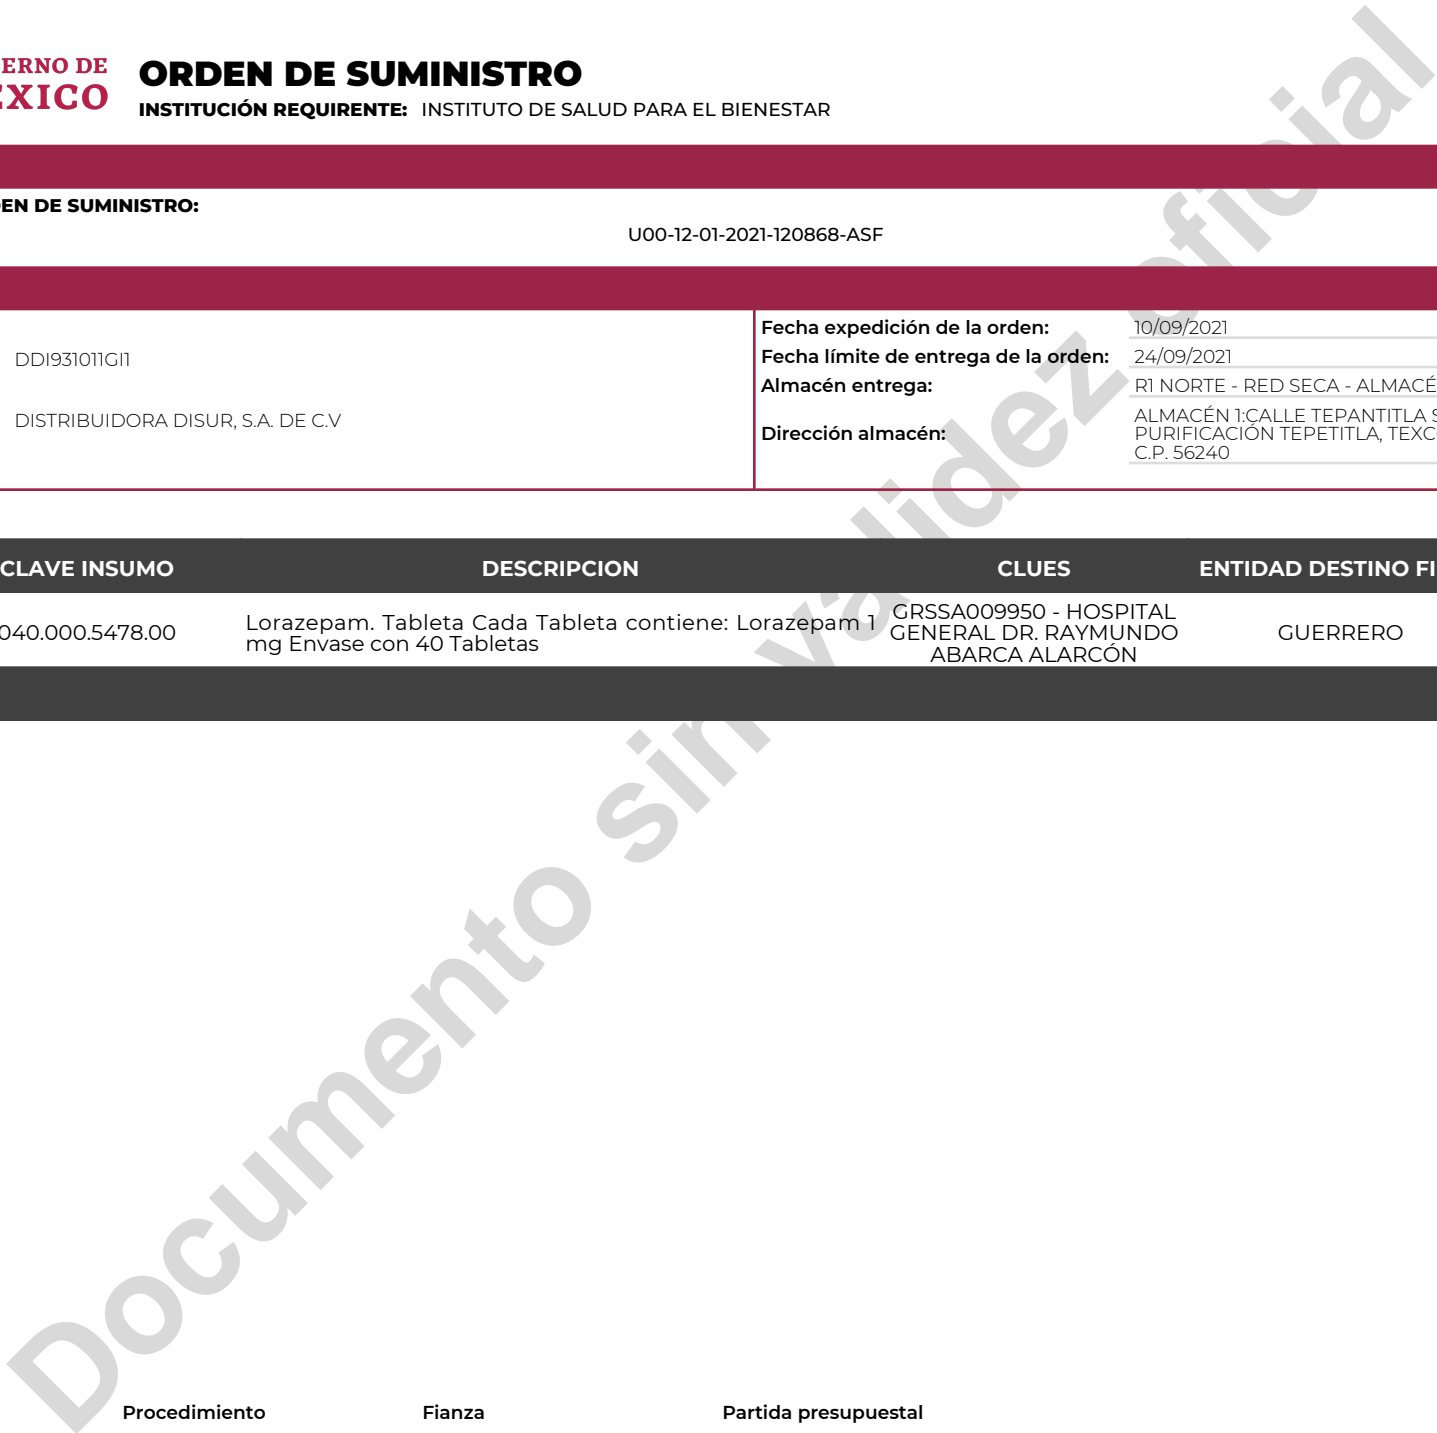 ERNO DE
ÉXICO
ORDEN DE SUMINISTRO
INSTITUCIÓN REQUIRENTE: INSTITUTO DE SALUD PARA EL BIENESTAR
EN DE SUMINISTRO:
U00-12-01-2021-120868-ASF
DDI931011GI1
DISTRIBUIDORA DISUR, S.A. DE C.V
Fecha expedición de la orden: 10/09/2021
Fecha límite de entrega de la orden: 24/09/2021
Almacén entrega: R1 NORTE - RED SECA - ALMACÉ
Dirección almacén:
ALMACÉN 1:CALLE TEPANTITLA S
PURIFICACIÓN TEPETITLA, TEXC
C.P. 56240
CLAVE INSUMO DESCRIPCION CLUES ENTIDAD DESTINO FI
040.000.5478.00
Lorazepam. Tableta Cada Tableta contiene: Lorazepam 1
mg Envase con 40 Tabletas
GRSSA009950 - HOSPITAL
GENERAL DR. RAYMUNDO
ABARCA ALARCÓN
GUERRERO
Documento sin validez oficial
Procedimiento Fianza Partida presupuestal